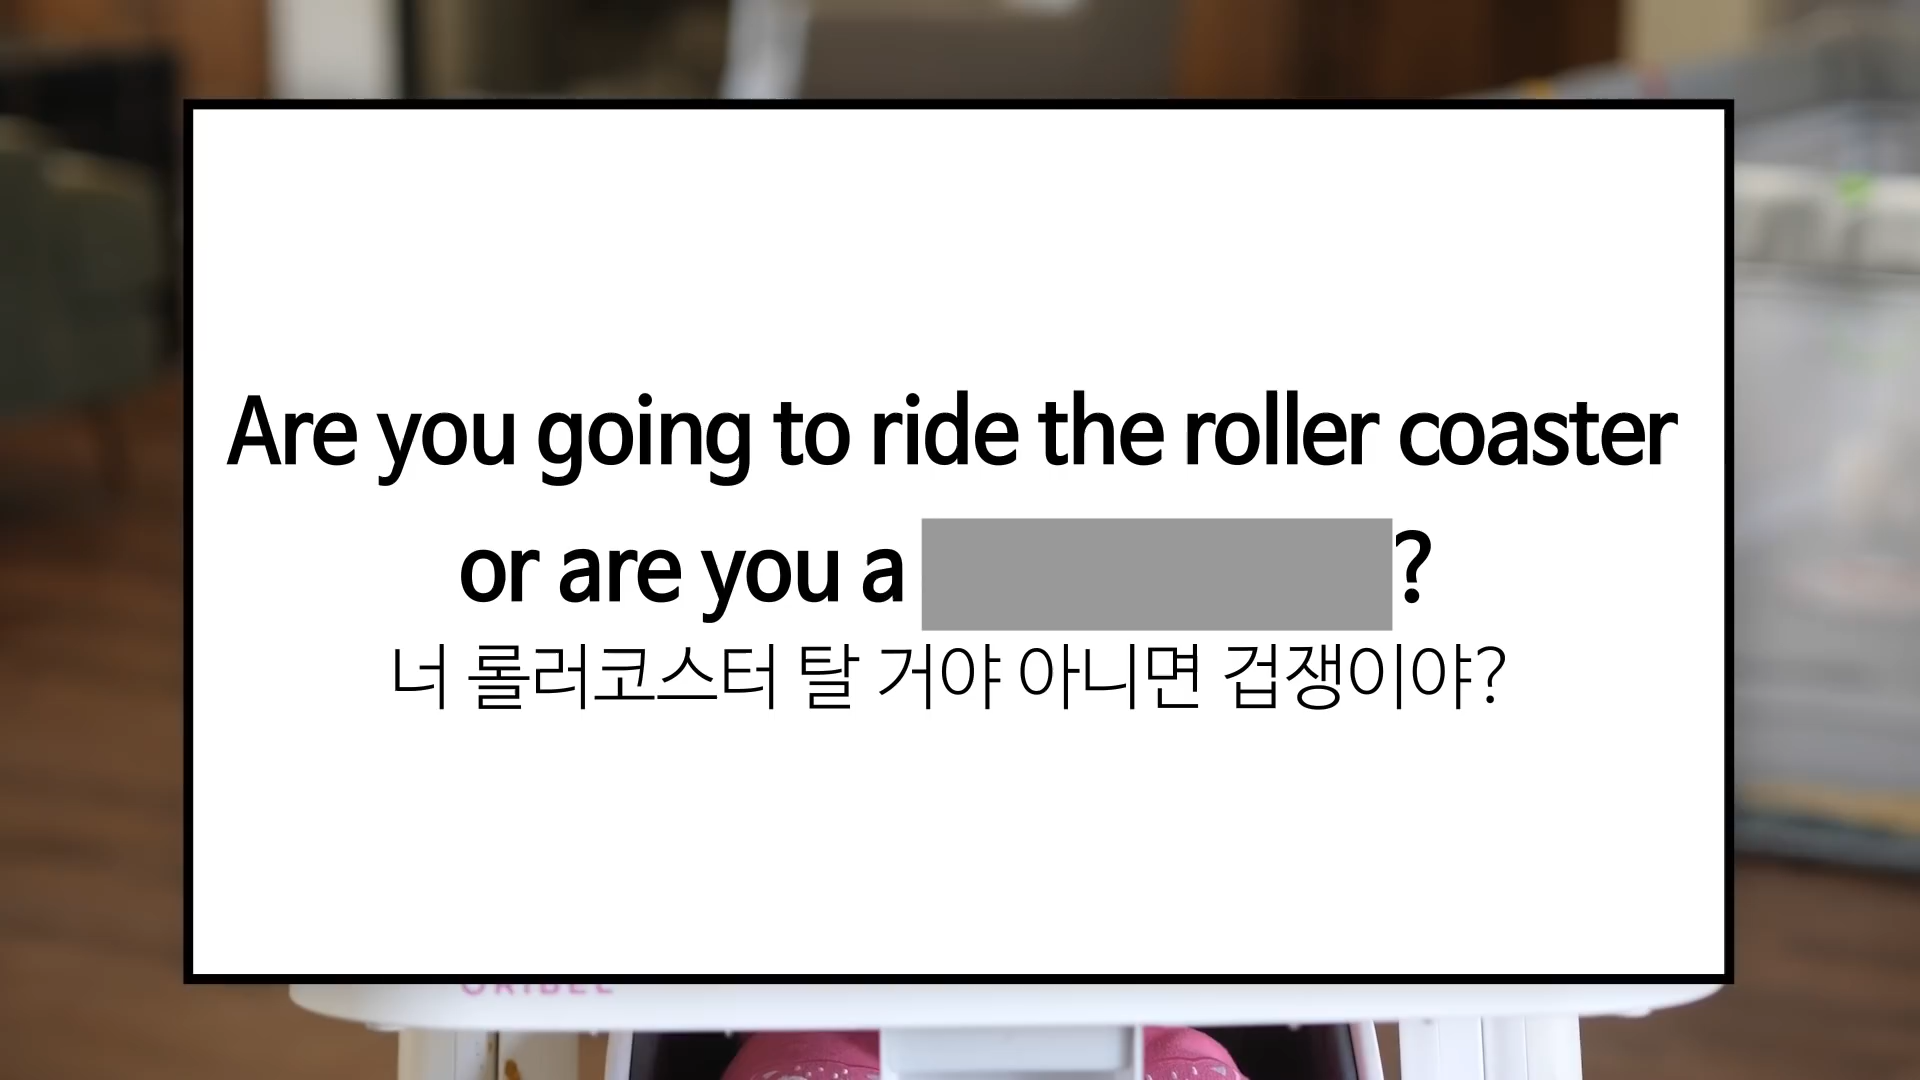 Are you going to ride the roller coaster
or are you a ?
너 롤러코스터 탈 거야 아니면 겁쟁이야?